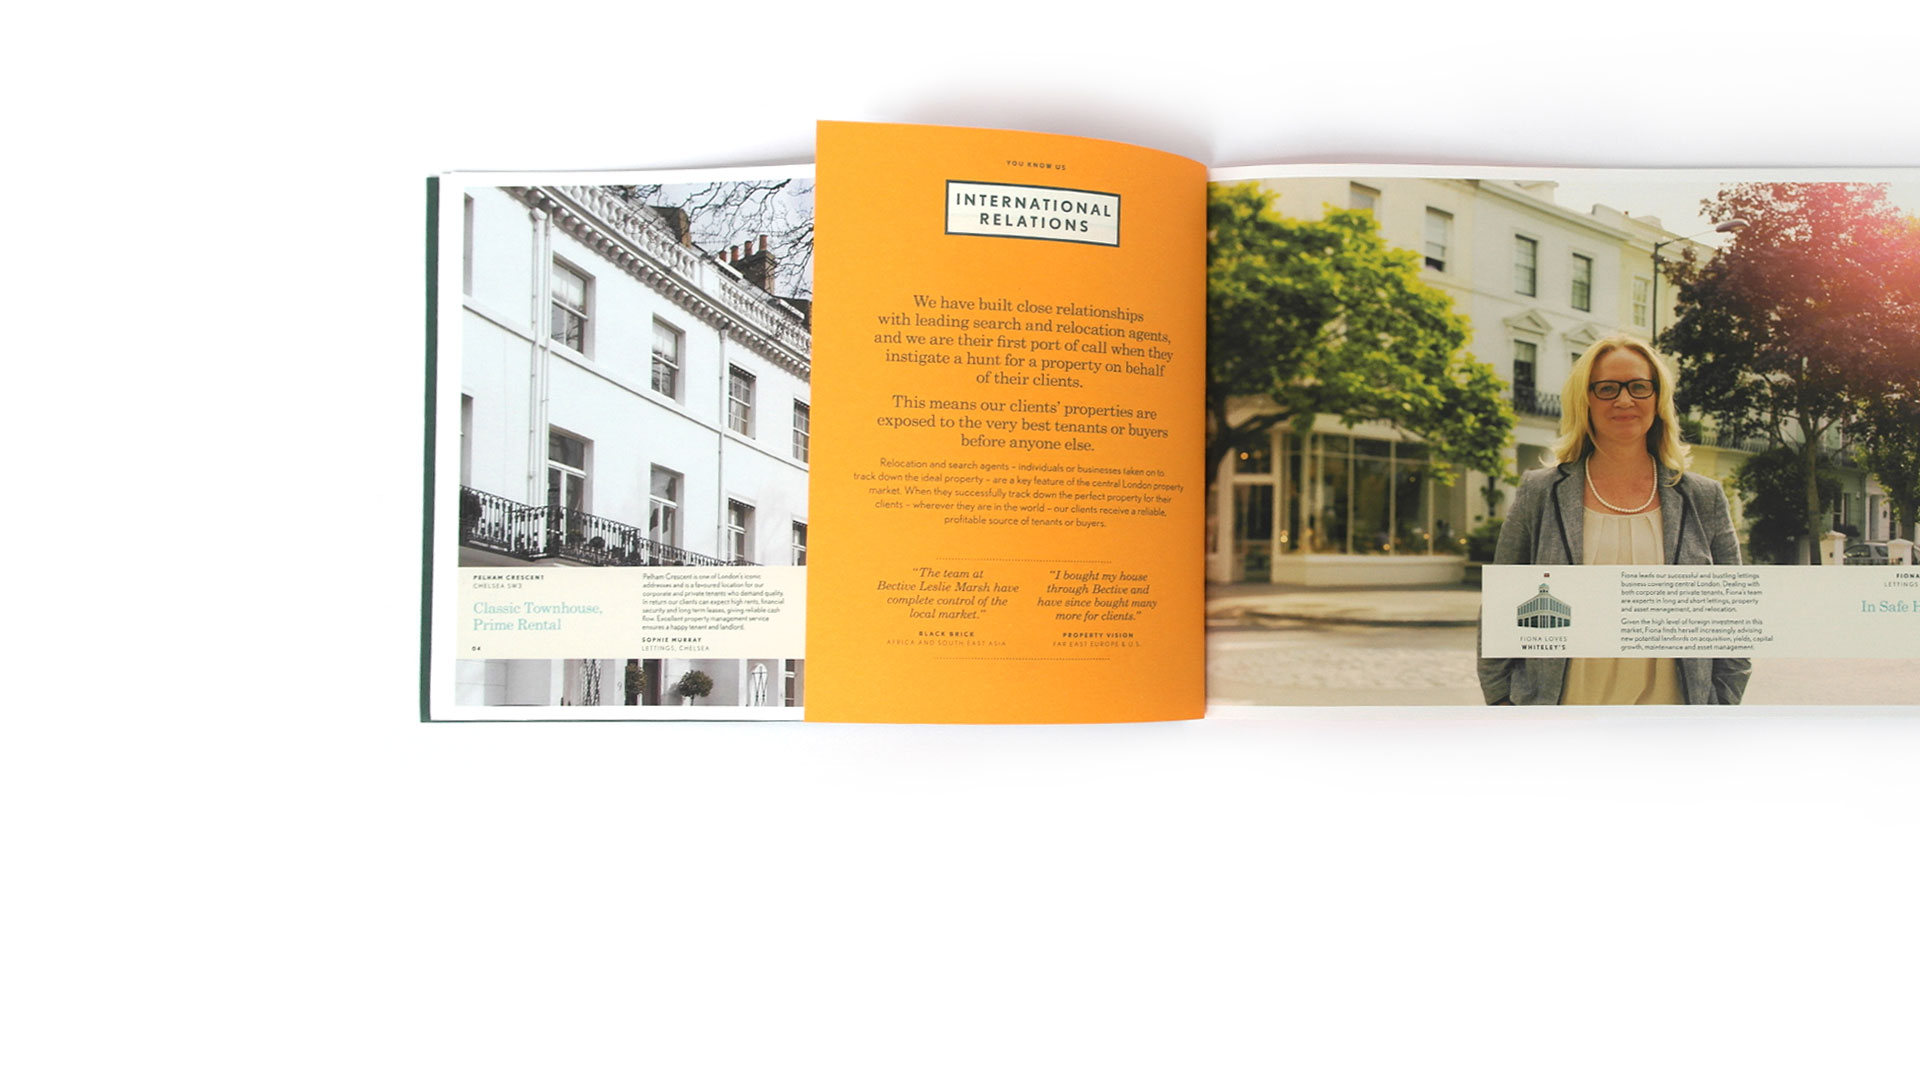 PELHAM CRESCENT
CHELSEA SW3
Classic Townhouse,
Prime Rental
04
Pelham Crescent is one of London's iconic
addresses and is a favoured location for our
corporate and private tenants who demand quality.
In return our clients can expect high rents, financial
security and long term leases, giving reliable cash
flow. Excellent property management service
ensures a happy tenant and landlord.
SOPHIE MURRAY
LETTINGS, CHELSEA
YOU KNOW US
INTERNATIONAL
RELATIONS
We have built close relationships
with leading search and relocation agents,
and we are their first port of call when they
instigate a hunt for a property on behalf
of their clients.
This means our clients' properties are
exposed to the very best tenants or buyers
before anyone else.
Relocation and search agents – individuals or businesses taken on to
track down the ideal property – are a key feature of the central London property
market. When they successfully track down the perfect property for their
clients – wherever they are in the world – our clients receive a reliable,
profitable source of tenants or buyers.
"The team at
Bective Leslie Marsh have
complete control of the
local market."
BLACK BRICK
AFRICA AND SOUTH EAST ASIA
"I bought my house
through Bective and
have since bought many
more for clients."
PROPERTY VISION
FAR EAST EUROPE & U.S.
FIONA LOVES
WHITELEY'S
Fiona leads our successful and bustling lettings
business covering central London. Dealing with
both corporate and private tenants, Fiona's team
are experts in long and short lettings, property
and asset management, and relocation.
Given the high level of foreign investment in this
market, Fiona finds herself increasingly advising
new potential landlords on acquisition, yields, capital
growth, maintenance and asset management.
FIONA
LETTINGS
In Safe H